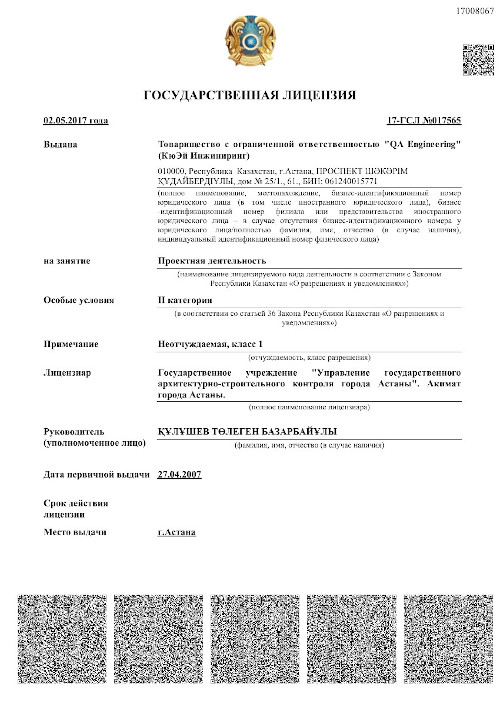 17008067
ГОСУДАРСТВЕННАЯ ЛИЦЕНЗИЯ
02.05.2017 года 17-ГСЛ №017565
Выдана Товарищество с ограниченной ответственностью "QA Engineering"
(КюЭй Инжиниринг)
010000, Республика Казахстан, г.Астана, ПРОСПЕКТ ШӘКӘРІМ
ҚҰДАЙБЕРДІҰЛЫ, дом № 25/1., 61., БИН: 061240015771
(полное наименование, местонахождение, бизнес-идентификационный номер
юридического лица (в том числе иностранного юридического лица), бизнес
-идентификационный номер филиала или представительства иностранного
юридического лица – в случае отсутствия бизнес-идентификационного номера у
юридического лица/полностью фамилия, имя, отчество (в случае наличия),
индивидуальный идентификационный номер физического лица)
на занятие Проектная деятельность
(наименование лицензируемого вида деятельности в соответствии с Законом
Республики Казахстан «О разрешениях и уведомлениях»)
Особые условия II категория
(в соответствии со статьей 36 Закона Республики Казахстан «О разрешениях и
уведомлениях»)
Примечание Неотчуждаемая, класс 1
(отчуждаемость, класс разрешения)
Лицензиар Государственное учреждение "Управление государственного
архитектурно-строительного контроля города Астаны". Акимат
города Астаны.
(полное наименование лицензиара)
Руководитель ҚҰЛҰШЕВ ТӨЛЕГЕН БАЗАРБАЙҰЛЫ
(уполномоченное лицо) (фамилия, имя, отчество (в случае наличия)
Дата первичной выдачи 27.04.2007
Срок действия
лицензии
Место выдачи г.Астана